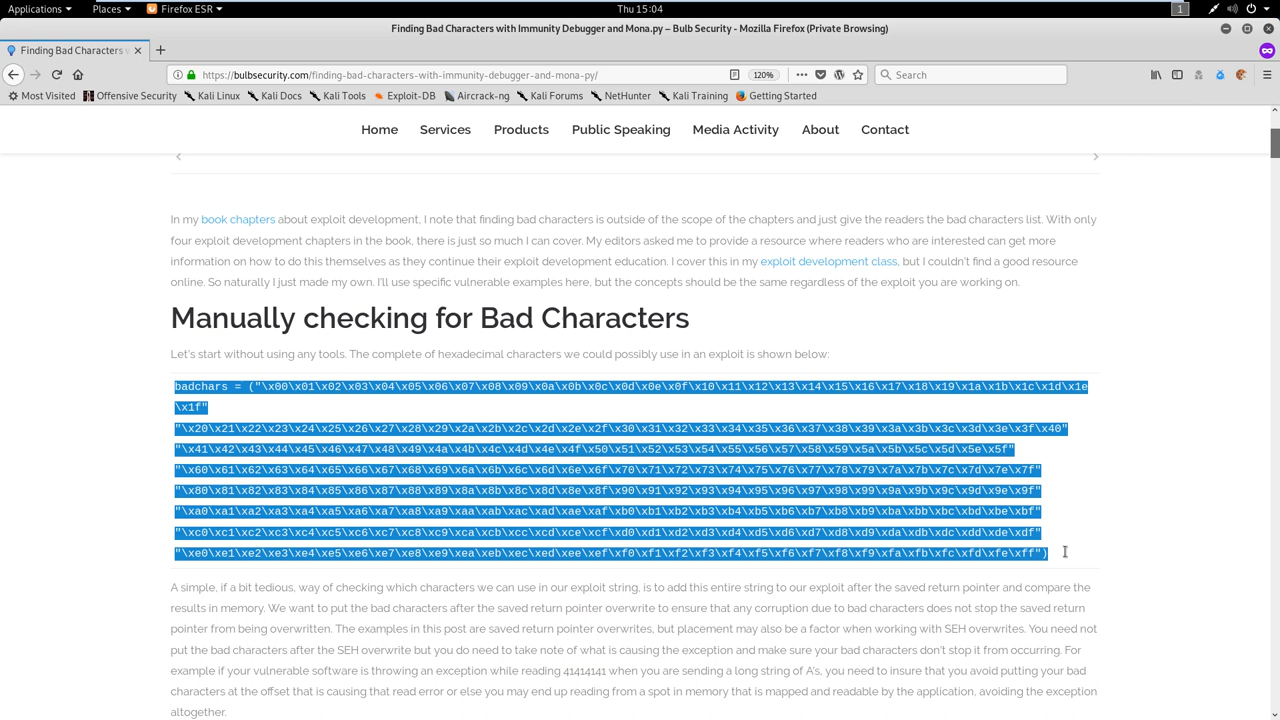 Applications Places Firefox ESR Thu 15:04 1
Finding Bad Characters with Immunity Debugger and Mona.py – Bulb Security - Mozilla Firefox (Private Browsing)
Finding Bad Characters w
https://bulbsecurity.com/finding-bad-characters-with-immunity-debugger-and-mona-py/ 120% Search
Most Visited Offensive Security Kali Linux Kali Docs Kali Tools Exploit-DB Aircrack-ng Kali Forums NetHunter Kali Training Getting Started
Home Services Products Public Speaking Media Activity About Contact
In my book chapters about exploit development, I note that finding bad characters is outside of the scope of the chapters and just give the readers the bad characters list. With only
four exploit development chapters in the book, there is just so much I can cover. My editors asked me to provide a resource where readers who are interested can get more
information on how to do this themselves as they continue their exploit development education. I cover this in my exploit development class, but I couldn't find a good resource
online. So naturally I just made my own. I'll use specific vulnerable examples here, but the concepts should be the same regardless of the exploit you are working on.
Manually checking for Bad Characters
Let's start without using any tools. The complete of hexadecimal characters we could possibly use in an exploit is shown below:
badchars = ("\x00\x01\x02\x03\x04\x05\x06\x07\x08\x09\x0a\x0b\x0c\x0d\x0e\x0f\x10\x11\x12\x13\x14\x15\x16\x17\x18\x19\x1a\x1b\x1c\x1d\x1e
\x1f"
"\x20\x21\x22\x23\x24\x25\x26\x27\x28\x29\x2a\x2b\x2c\x2d\x2e\x2f\x30\x31\x32\x33\x34\x35\x36\x37\x38\x39\x3a\x3b\x3c\x3d\x3e\x3f\x40"
"\x41\x42\x43\x44\x45\x46\x47\x48\x49\x4a\x4b\x4c\x4d\x4e\x4f\x50\x51\x52\x53\x54\x55\x56\x57\x58\x59\x5a\x5b\x5c\x5d\x5e\x5f"
"\x60\x61\x62\x63\x64\x65\x66\x67\x68\x69\x6a\x6b\x6c\x6d\x6e\x6f\x70\x71\x72\x73\x74\x75\x76\x77\x78\x79\x7a\x7b\x7c\x7d\x7e\x7f"
"\x80\x81\x82\x83\x84\x85\x86\x87\x88\x89\x8a\x8b\x8c\x8d\x8e\x8f\x90\x91\x92\x93\x94\x95\x96\x97\x98\x99\x9a\x9b\x9c\x9d\x9e\x9f"
"\xa0\xa1\xa2\xa3\xa4\xa5\xa6\xa7\xa8\xa9\xaa\xab\xac\xad\xae\xaf\xb0\xb1\xb2\xb3\xb4\xb5\xb6\xb7\xb8\xb9\xba\xbb\xbc\xbd\xbe\xbf"
"\xc0\xc1\xc2\xc3\xc4\xc5\xc6\xc7\xc8\xc9\xca\xcb\xcc\xcd\xce\xcf\xd0\xd1\xd2\xd3\xd4\xd5\xd6\xd7\xd8\xd9\xda\xdb\xdc\xdd\xde\xdf"
"\xe0\xe1\xe2\xe3\xe4\xe5\xe6\xe7\xe8\xe9\xea\xeb\xec\xed\xee\xef\xf0\xf1\xf2\xf3\xf4\xf5\xf6\xf7\xf8\xf9\xfa\xfb\xfc\xfd\xfe\xff")
A simple, if a bit tedious, way of checking which characters we can use in our exploit string, is to add this entire string to our exploit after the saved return pointer and compare the
results in memory. We want to put the bad characters after the saved return pointer overwrite to ensure that any corruption due to bad characters does not stop the saved return
pointer from being overwritten. The examples in this post are saved return pointer overwrites, but placement may also be a factor when working with SEH overwrites. You need not
put the bad characters after the SEH overwrite but you do need to take note of what is causing the exception and make sure your bad characters don't stop it from occurring. For
example if your vulnerable software is throwing an exception while reading 41414141 when you are sending a long string of A's, you need to insure that you avoid putting your bad
characters at the offset that is causing that read error or else you may end up reading from a spot in memory that is mapped and readable by the application, avoiding the exception
altogether.